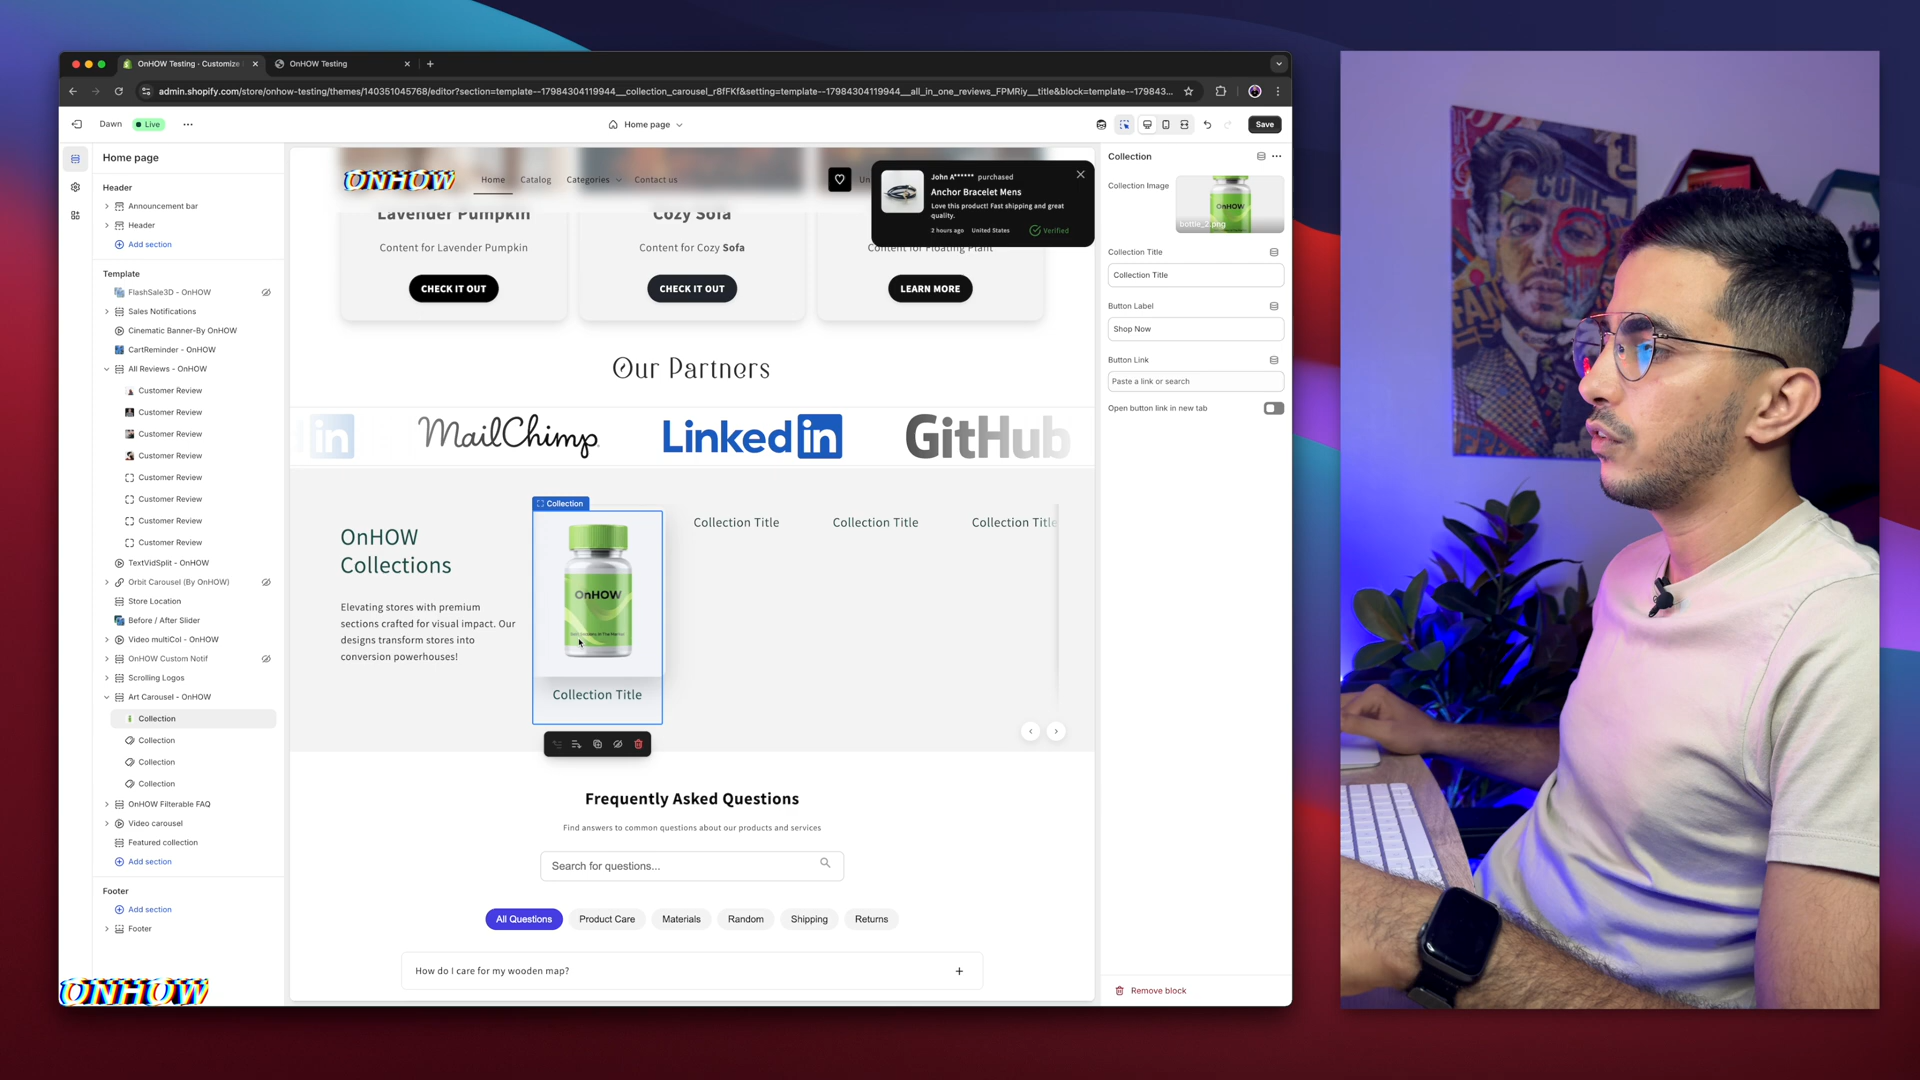 OnHOW Testing - Customize
OnHOW Testing
admin.shopify.com/store/onhow-testing/themes/140351045768/editor?section=template--17984304119944__collection_carousel_r8fFKf&setting=template--17984304119944__all_in_one_reviews_FPMRiy__title&block=template--179843...
Dawn
Live
Home page
Save
Home page
Header
Announcement bar
Header
Add section
Template
FlashSale3D - OnHOW
Sales Notifications
Cinematic Banner-By OnHOW
CartReminder - OnHOW
All Reviews - OnHOW
Customer Review
Customer Review
Customer Review
Customer Review
Customer Review
Customer Review
Customer Review
Customer Review
TextVidSplit - OnHOW
Orbit Carousel (By OnHOW)
Store Location
Before / After Slider
Video multiCol - OnHOW
OnHOW Custom Notif
Scrolling Logos
Art Carousel - OnHOW
Collection
Collection
Collection
Collection
OnHOW Filterable FAQ
Video carousel
Featured collection
Add section
Footer
Add section
Footer
ONHOW
ONHOW
Home
Catalog
Categories
Contact us
Un
John A****** purchased
Anchor Bracelet Mens
Love this product! Fast shipping and great
quality.
2 hours ago
United States
Verified
Lavender Pumpkin
Cozy Sofa
Content for Lavender Pumpkin
Content for Cozy Sofa
Content for Floating Plant
CHECK IT OUT
CHECK IT OUT
LEARN MORE
Our Partners
in
MailChimp
Linked in
GitHub
Collection
OnHOW
Collections
Elevating stores with premium
sections crafted for visual impact. Our
designs transform stores into
conversion powerhouses!
OnHOW
Collection Title
Collection Title
Collection Title
Collection Title
Frequently Asked Questions
Find answers to common questions about our products and services
Search for questions...
All Questions
Product Care
Materials
Random
Shipping
Returns
How do I care for my wooden map?
+
Collection
Collection Image
OnHOW
bottle_2.png
Collection Title
Collection Title
Button Label
Shop Now
Button Link
Paste a link or search
Open button link in new tab
Remove block